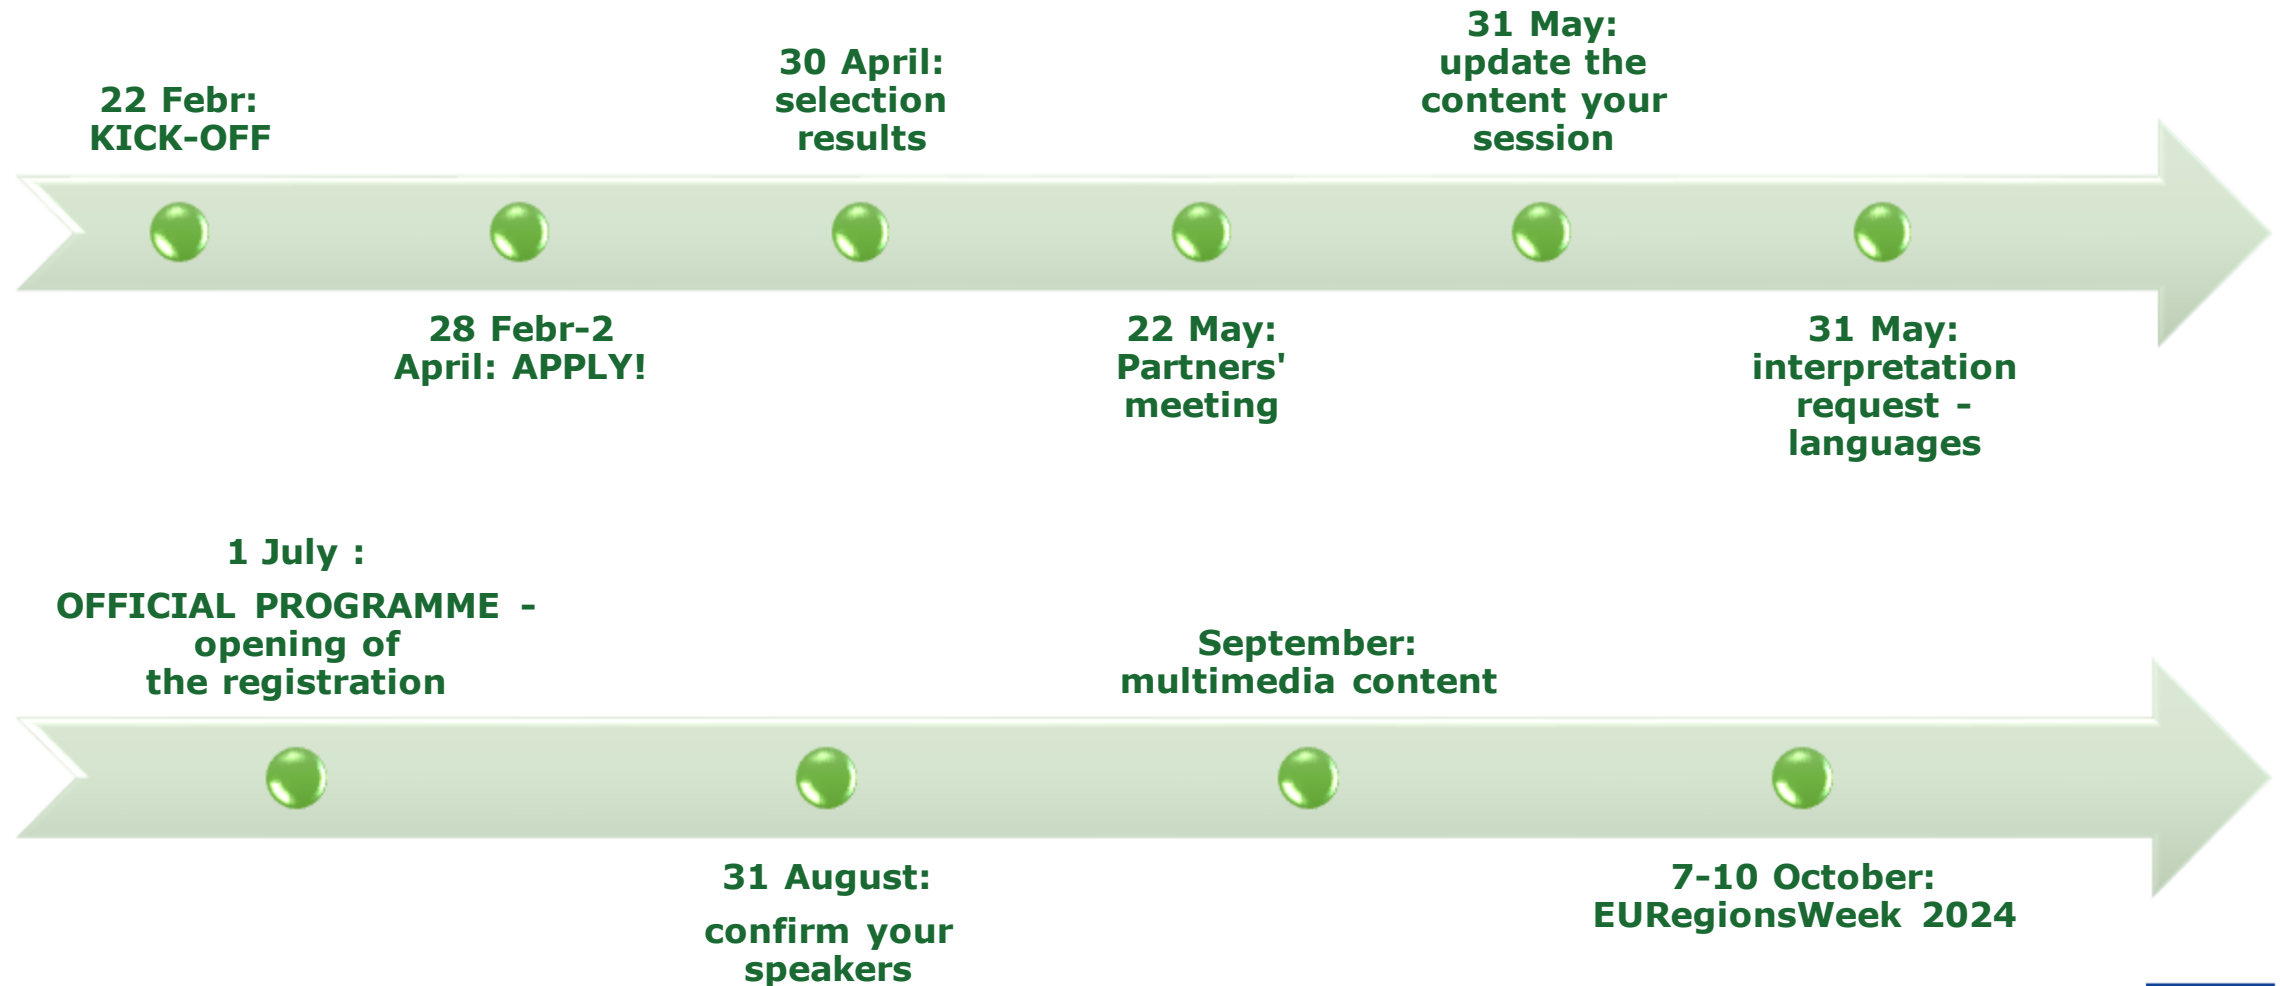 22 Febr:
KICK-OFF
28 Febr-2
April: APPLY!
30 April:
selection
results
22 May:
Partners'
meeting
31 May:
update the
content your
session
31 May:
interpretation
request -
languages
1 July :
OFFICIAL PROGRAMME -
opening of
the registration
31 August:
confirm your
speakers
September:
multimedia content
7-10 October:
EURegionsWeek 2024